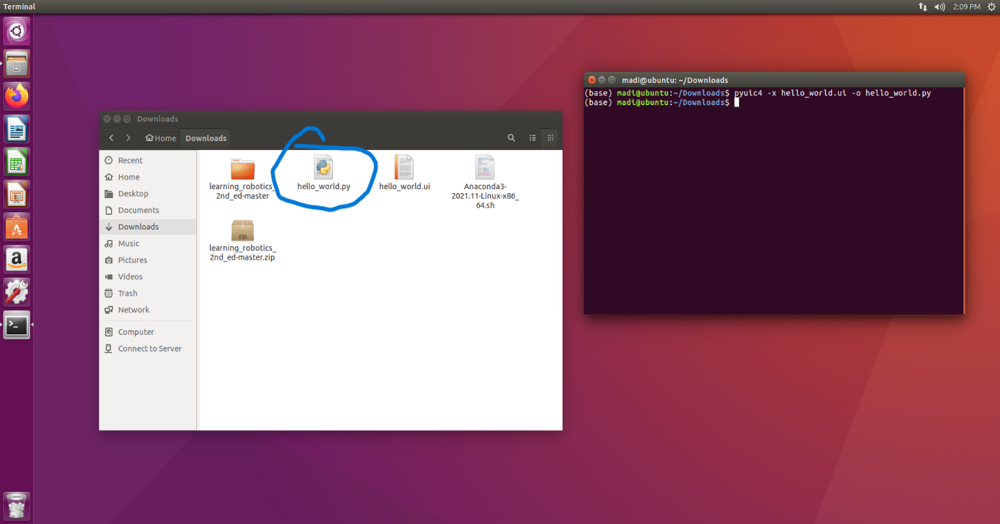 Terminal
2:09 PM
Downloads
Home
Downloads
Recent
Home
Desktop
Documents
Downloads
Music
Pictures
Videos
Trash
Network
Computer
Connect to Server
learning_robotics_
2nd_ed-master
hello_world.py
hello_world.ui
Anaconda3-
2021.11-Linux-x86_
64.sh
zip
learning_robotics_
2nd_ed-master.zip
madi@ubuntu: ~/Downloads
(base) madi@ubuntu:~/Downloads$ pyuic4 -x hello_world.ui -o hello_world.py
(base) madi@ubuntu:~/Downloads$